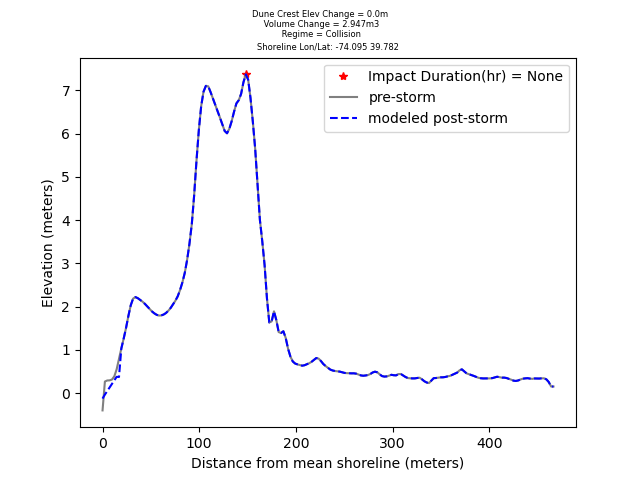 Dune Crest Elev Change = 0.0m
Volume Change = 2.947m3
Regime = Collision
Shoreline Lon/Lat: -74.095 39.782
Impact Duration(hr) = None
pre-storm
modeled post-storm
Elevation (meters)
7
6
5
4
3
2
1
0
0 100 200 300 400
Distance from mean shoreline (meters)